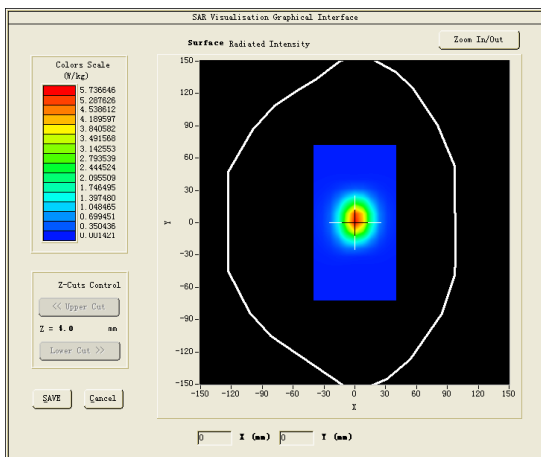 SAR Visualisation Graphical Interface
Surface Radiated Intensity
Zoom In/Out
Colors Scale
(W/kg)
5.736646
5.287626
4.538612
4.189597
3.840582
3.491568
3.142553
2.793539
2.444524
2.095509
1.746495
1.397480
1.048465
0.699451
0.350436
0.001421
Z-Cuts Control
<< Upper Cut
Z = 4.0 mm
Lower Cut >>
SAVE Cancel
150
120
90
60
30
0
-30
-60
-90
-120
-150
Y
-150 -120 -90 -60 -30 0 30 60 90 120 150
X
0 X (mm) 0 Y (mm)